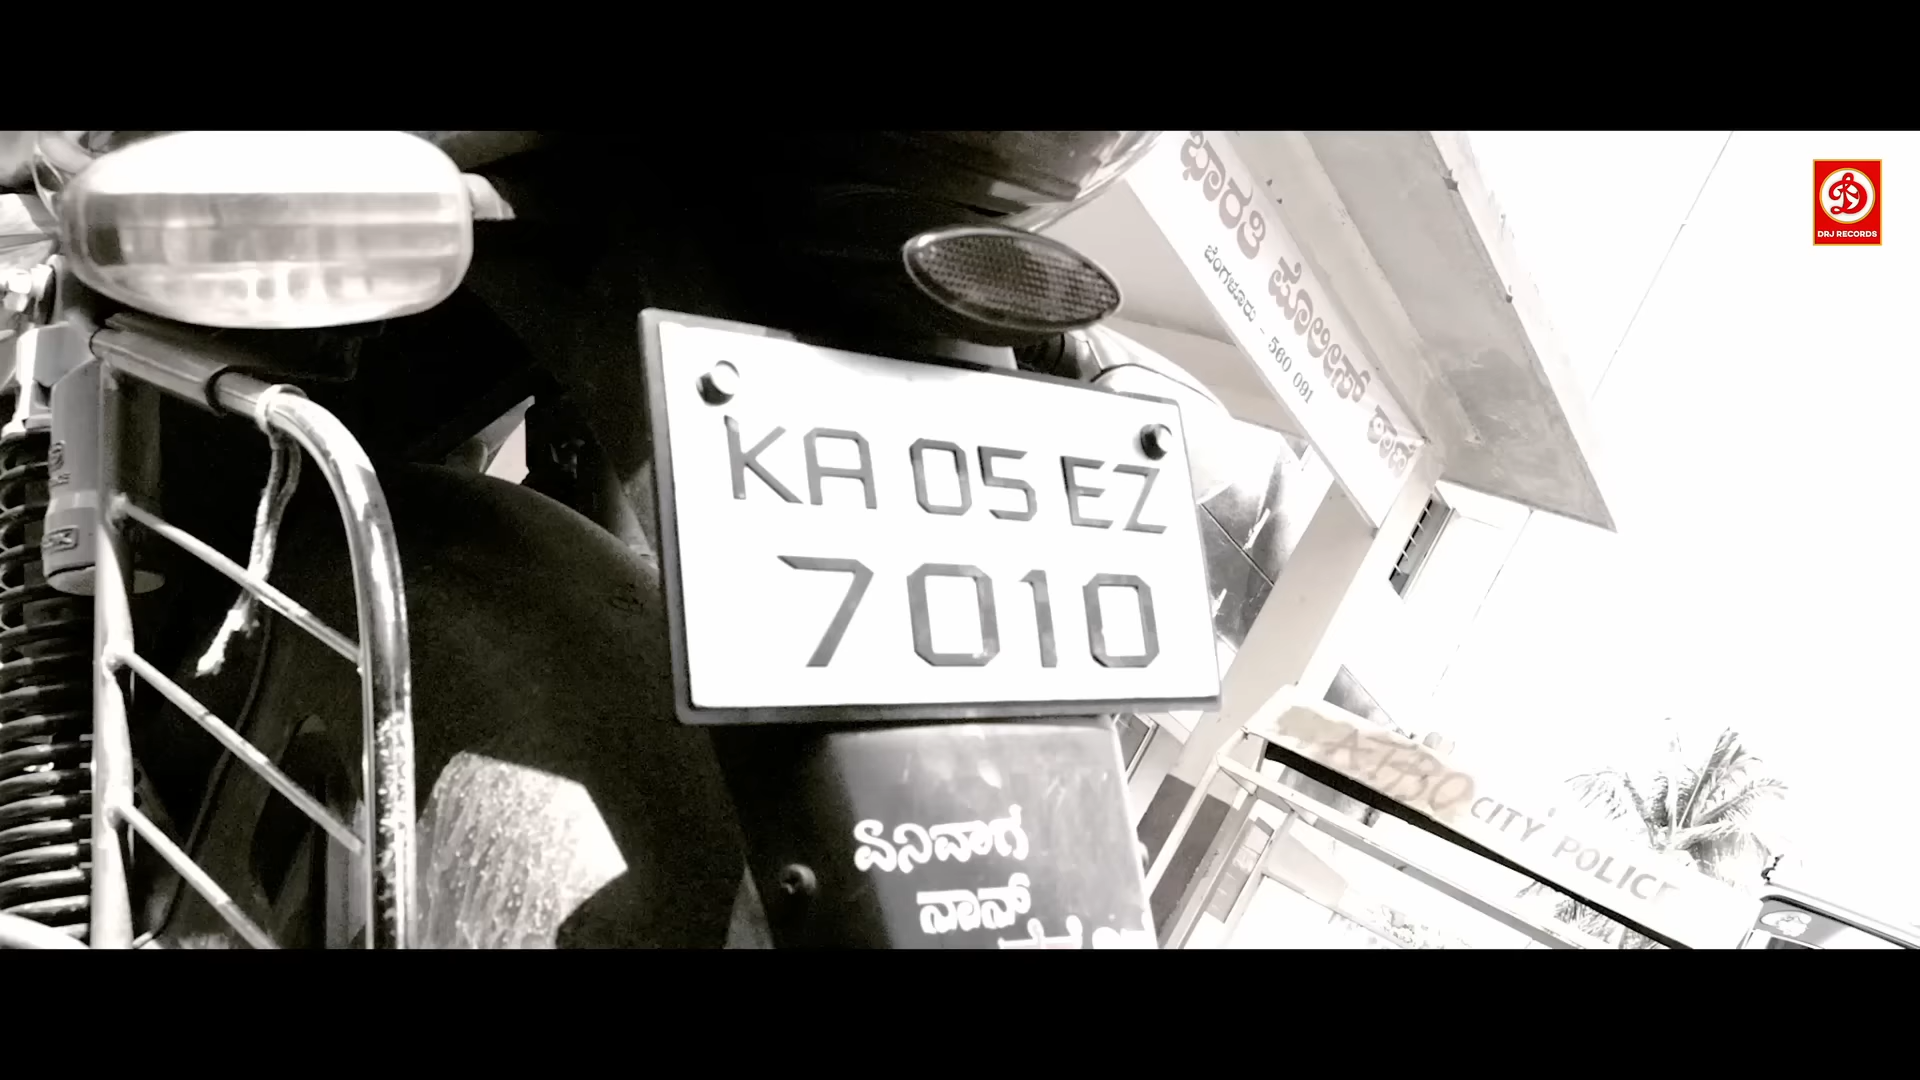 ಭಾರತಿ ಪೊಲೀಸ್ ಠಾಣೆ
ಬೆಂಗಳೂರು - 560 091
DRJ RECORDS
KA 05 EZ
7010
CITY POLICE
ಏನಿವಾಗ
ನಾನ್